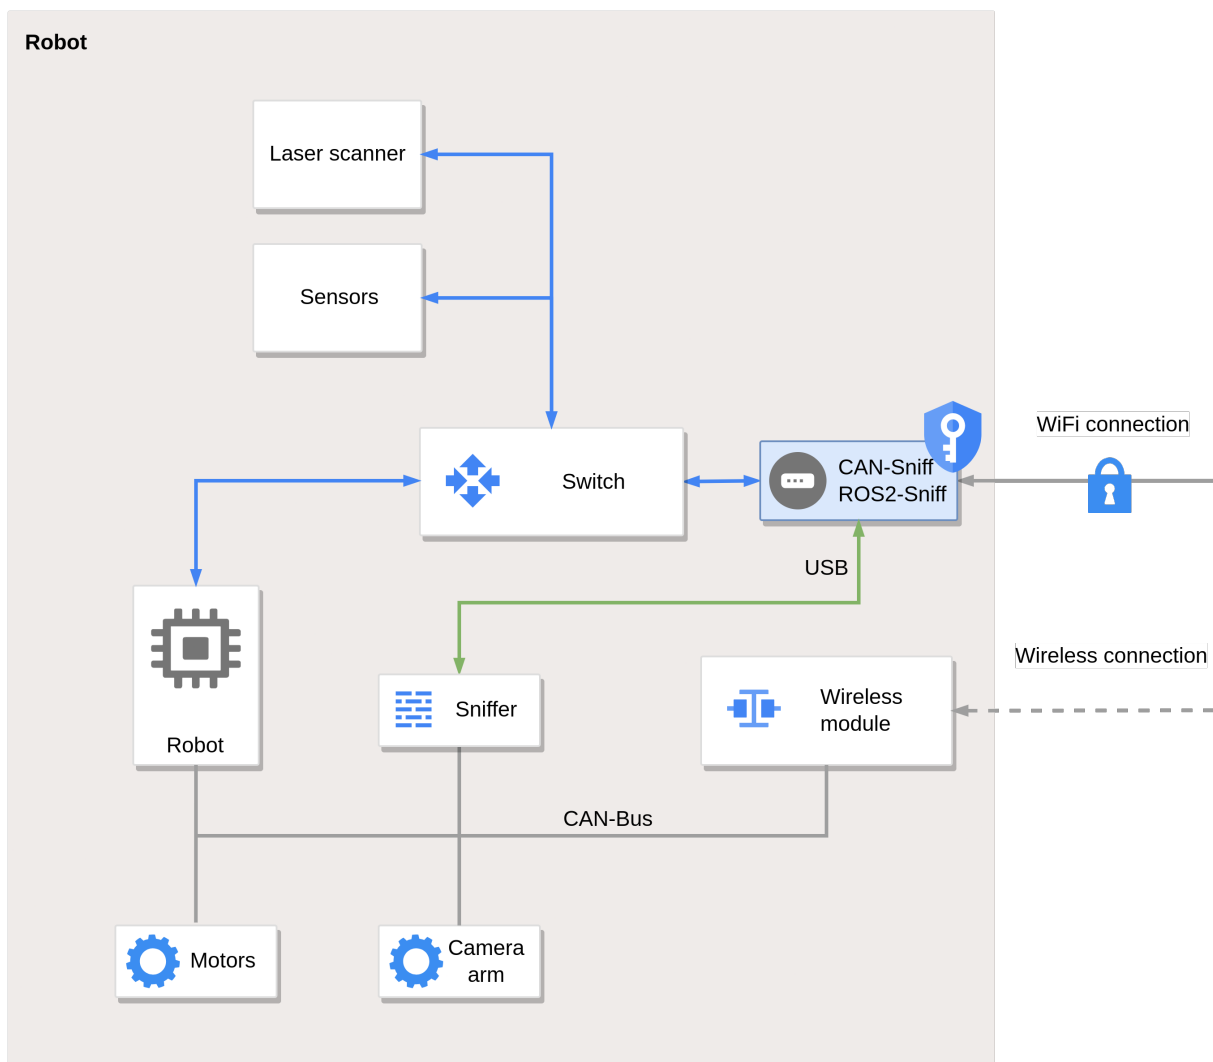 Robot
Laser scanner
Sensors
WiFi connection
Switch
CAN-Sniff
ROS2-Sniff
USB
Wireless connection
Robot
Sniffer
Wireless
module
CAN-Bus
Motors
Camera
arm